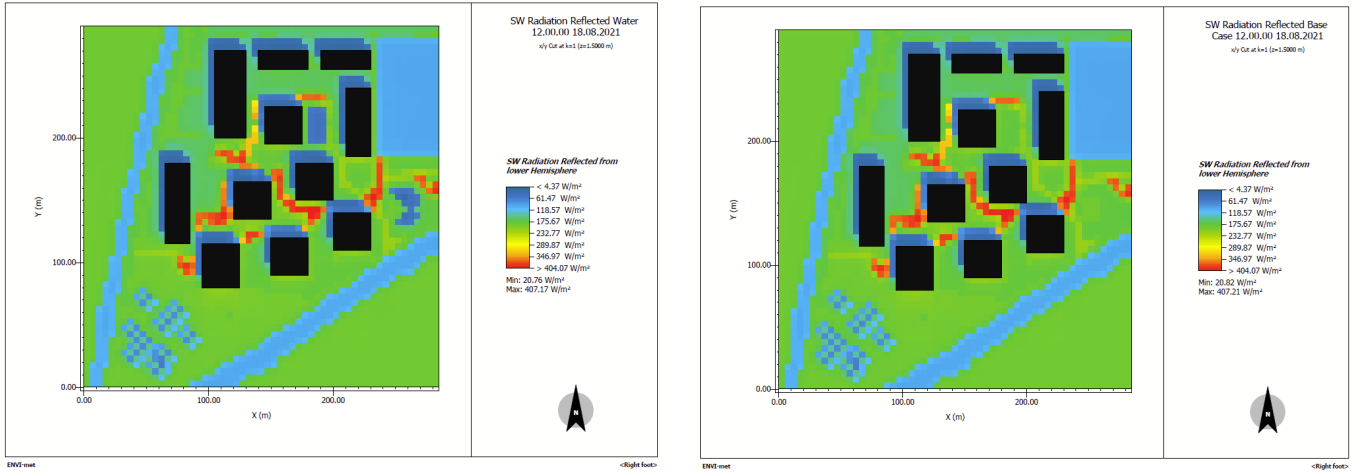 SW Radiation Reflected Water
12.00.00 18.08.2021
x/y Cut at k=1 (z=1.5000 m)
SW Radiation Reflected from
lower Hemisphere
< 4.37 W/m²
61.47 W/m²
118.57 W/m²
175.67 W/m²
232.77 W/m²
289.87 W/m²
346.97 W/m²
> 404.07 W/m²
Min: 20.76 W/m²
Max: 407.17 W/m²
Y (m)
200.00
100.00
0.00
0.00 100.00 200.00
X (m)
N
ENVI-met <Right foot>
SW Radiation Reflected Base
Case 12.00.00 18.08.2021
x/y Cut at k=1 (z=1.5000 m)
SW Radiation Reflected from
lower Hemisphere
< 4.37 W/m²
61.47 W/m²
118.57 W/m²
175.67 W/m²
232.77 W/m²
289.87 W/m²
346.97 W/m²
> 404.07 W/m²
Min: 20.82 W/m²
Max: 407.21 W/m²
Y (m)
200.00
100.00
0.00
0.00 100.00 200.00
X (m)
N
ENVI-met <Right foot>